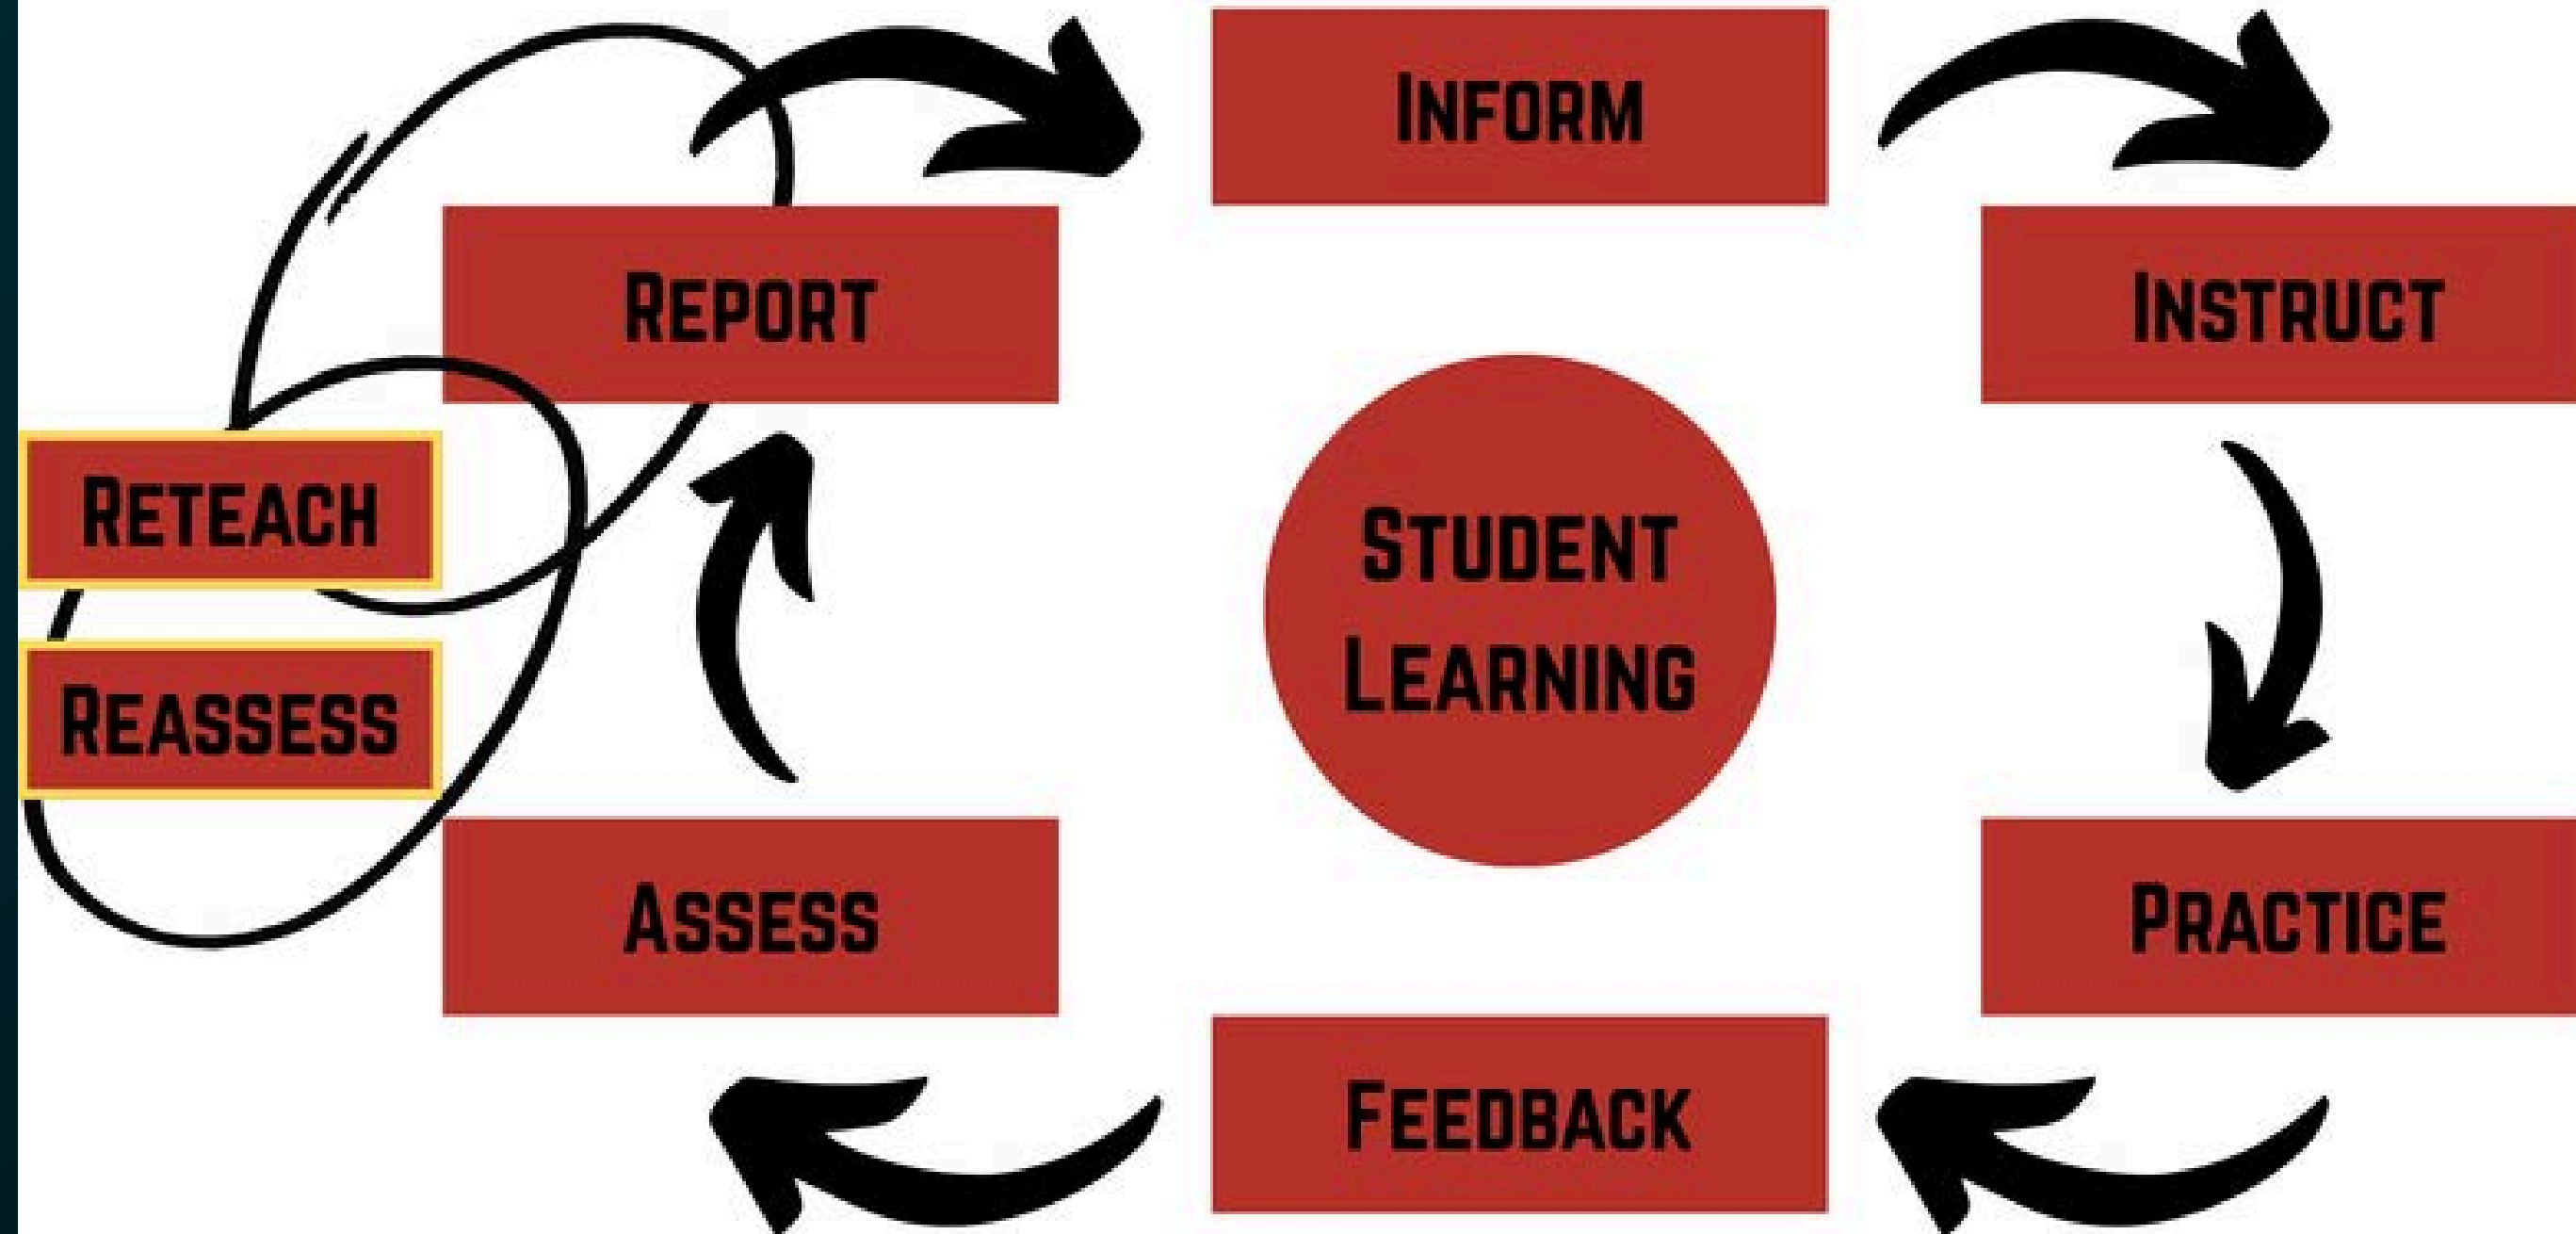 INFORM
REPORT
INSTRUCT
RETEACH
STUDENT
LEARNING
REASSESS
ASSESS
PRACTICE
FEEDBACK